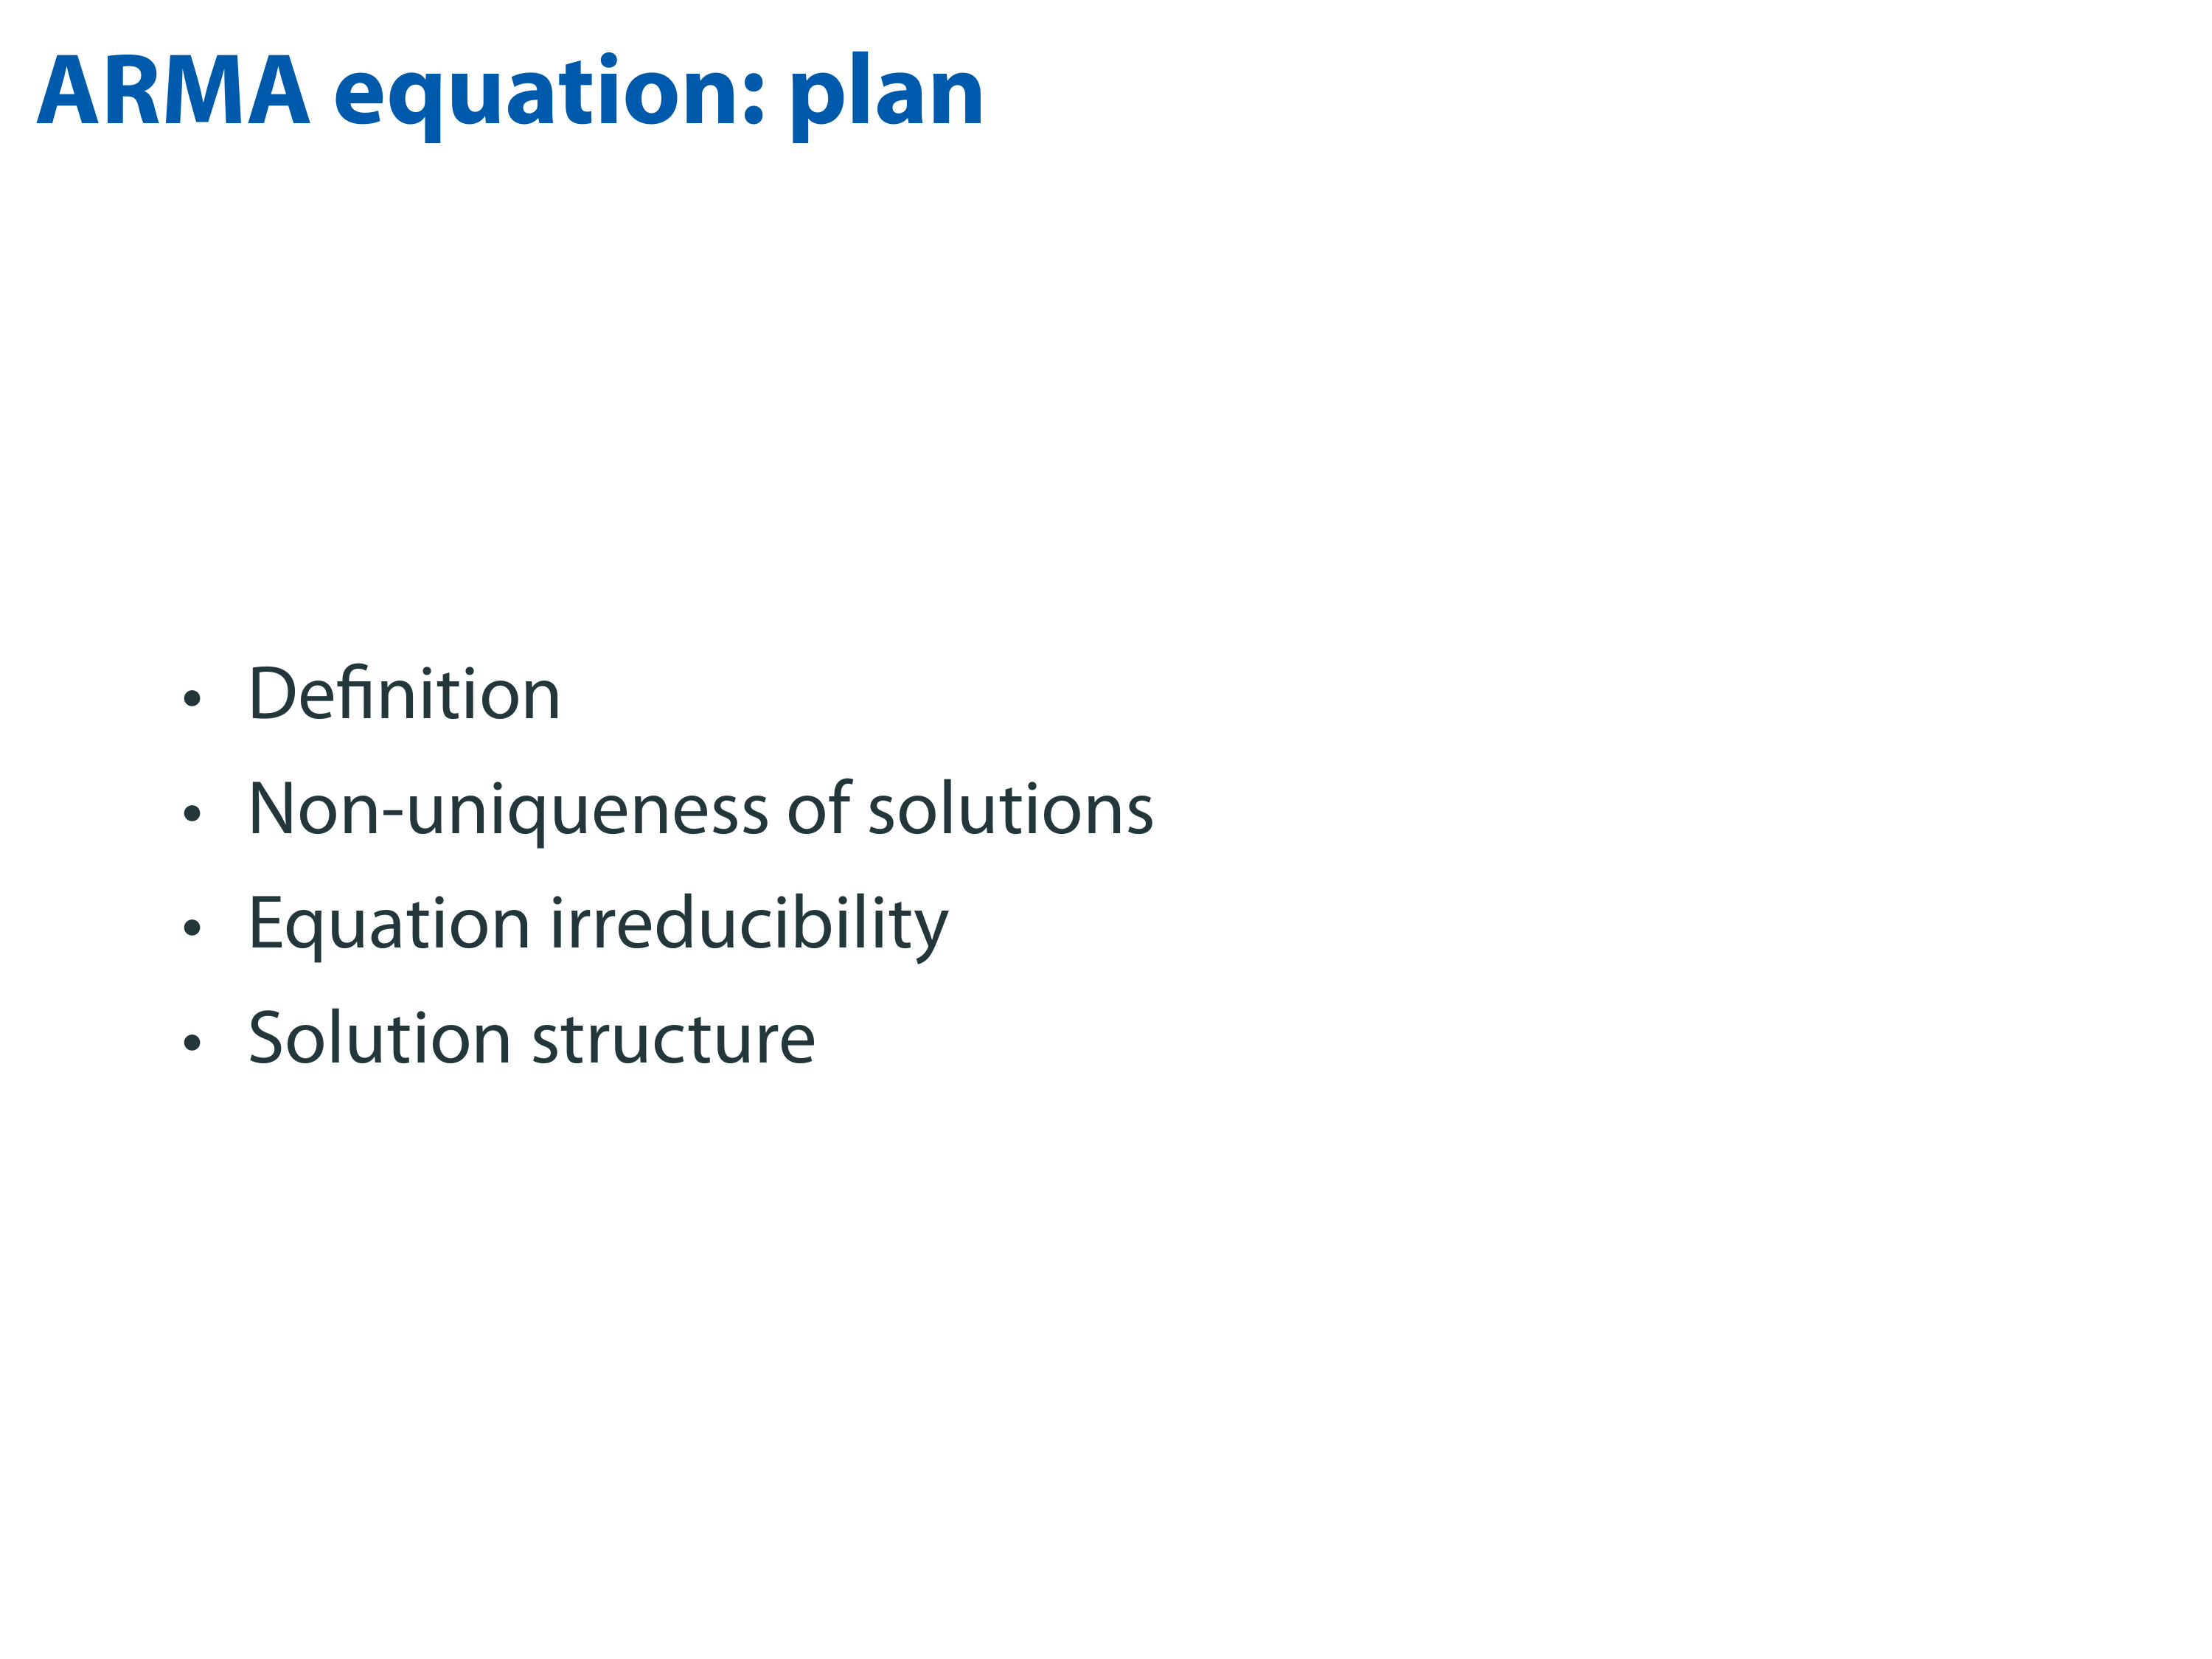 ARMA equation: plan
• Definition
• Non-uniqueness of solutions
• Equation irreducibility
• Solution structure